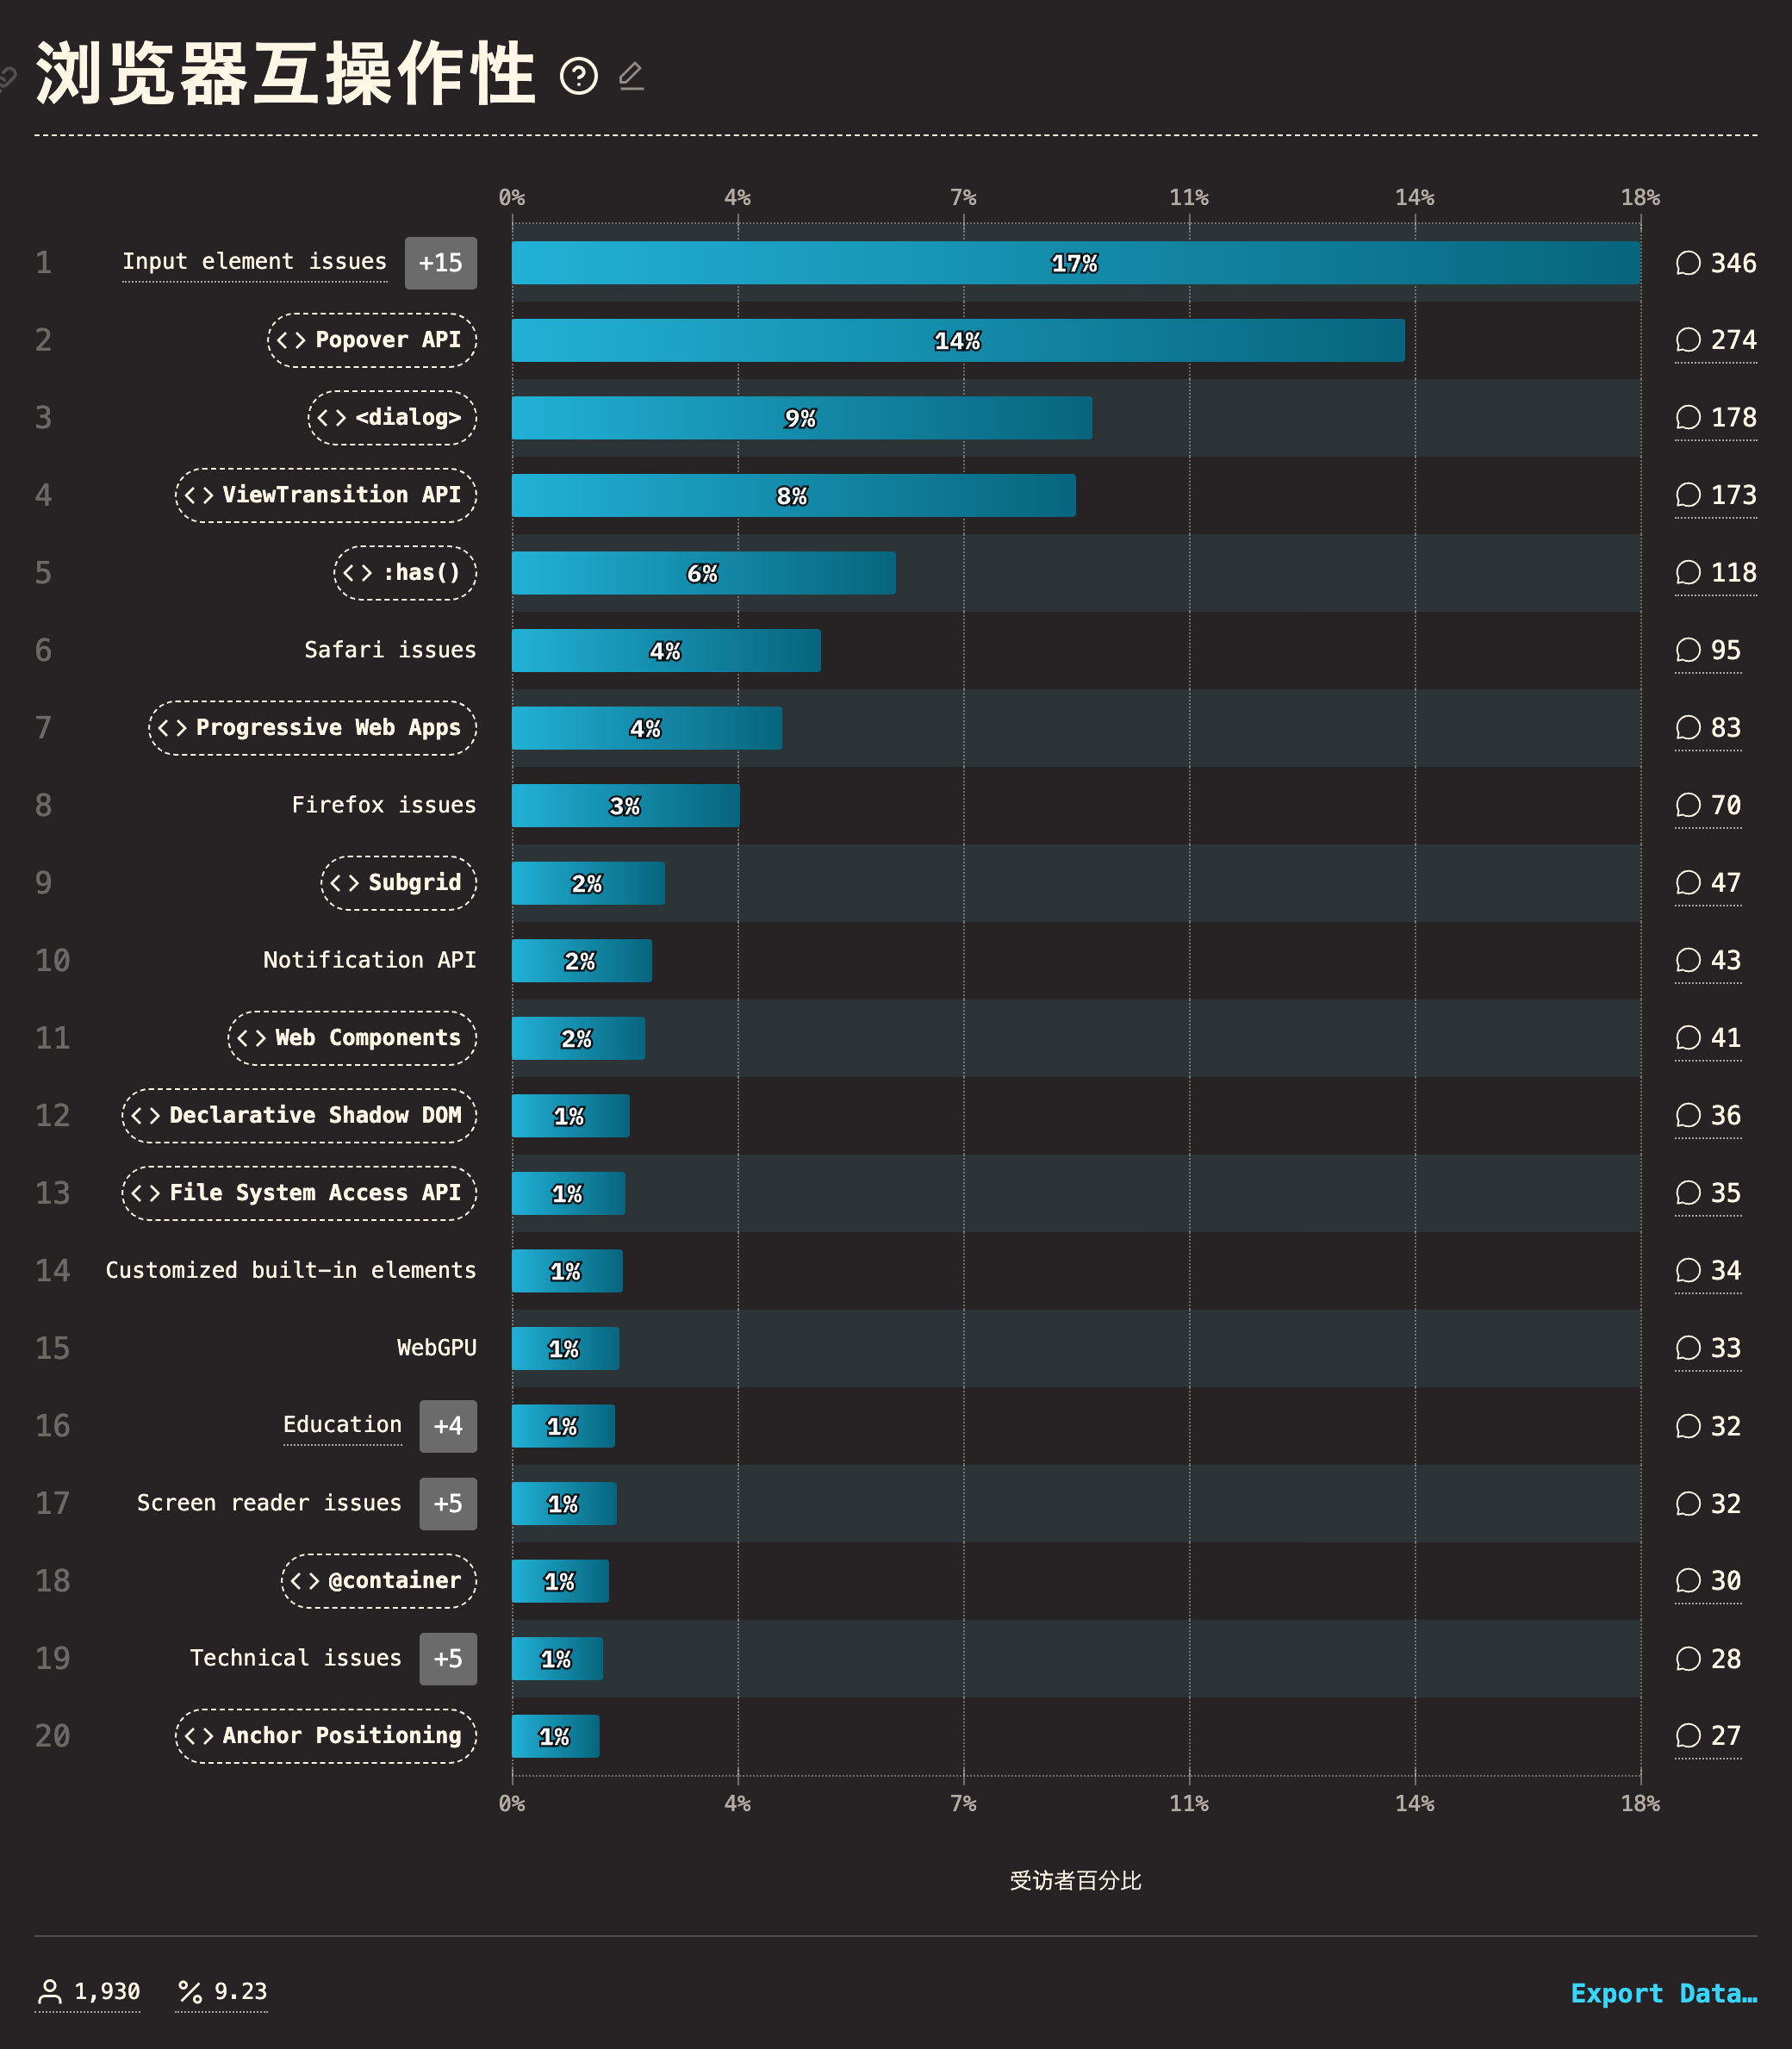 浏览器互操作性
0% 4% 7% 11% 14% 18%
1 Input element issues +15 17% 346
2 <> Popover API 14% 274
3 <> <dialog> 9% 178
4 <> ViewTransition API 8% 173
5 <> :has() 6% 118
6 Safari issues 4% 95
7 <> Progressive Web Apps 4% 83
8 Firefox issues 3% 70
9 <> Subgrid 2% 47
10 Notification API 2% 43
11 <> Web Components 2% 41
12 <> Declarative Shadow DOM 1% 36
13 <> File System Access API 1% 35
14 Customized built-in elements 1% 34
15 WebGPU 1% 33
16 Education +4 1% 32
17 Screen reader issues +5 1% 32
18 <> @container 1% 30
19 Technical issues +5 1% 28
20 <> Anchor Positioning 1% 27
0% 4% 7% 11% 14% 18%
受访者百分比
1,930 % 9.23 Export Data…